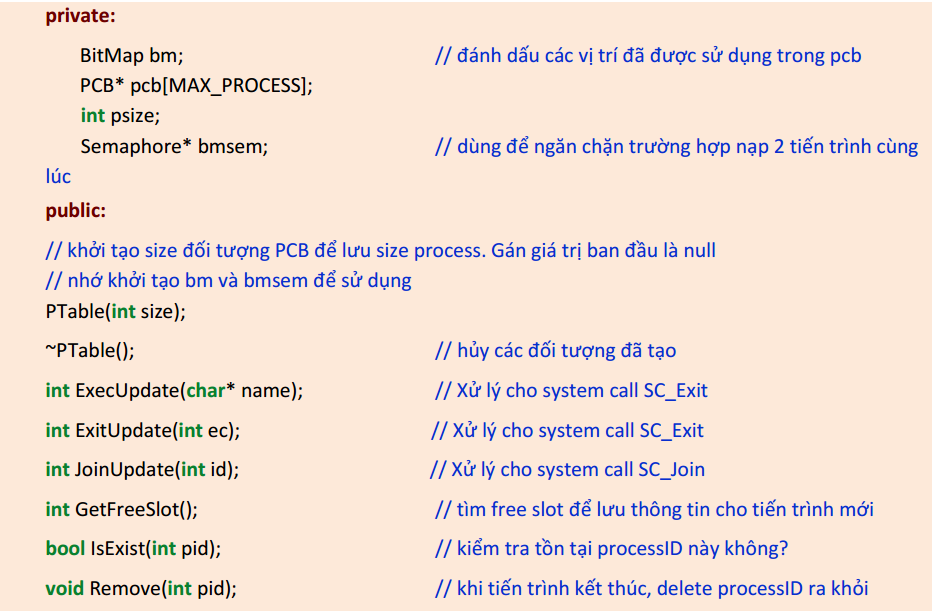 private:
BitMap bm; // đánh dấu các vị trí đã được sử dụng trong pcb
PCB* pcb[MAX_PROCESS];
int psize;
Semaphore* bmsem; // dùng để ngăn chặn trường hợp nạp 2 tiến trình cùng
lúc
public:
// khởi tạo size đối tượng PCB để lưu size process. Gán giá trị ban đầu là null
// nhớ khởi tạo bm và bmsem để sử dụng
PTable(int size);
~PTable(); // hủy các đối tượng đã tạo
int ExecUpdate(char* name); // Xử lý cho system call SC_Exit
int ExitUpdate(int ec); // Xử lý cho system call SC_Exit
int JoinUpdate(int id); // Xử lý cho system call SC_Join
int GetFreeSlot(); // tìm free slot để lưu thông tin cho tiến trình mới
bool IsExist(int pid); // kiểm tra tồn tại processID này không?
void Remove(int pid); // khi tiến trình kết thúc, delete processID ra khỏi